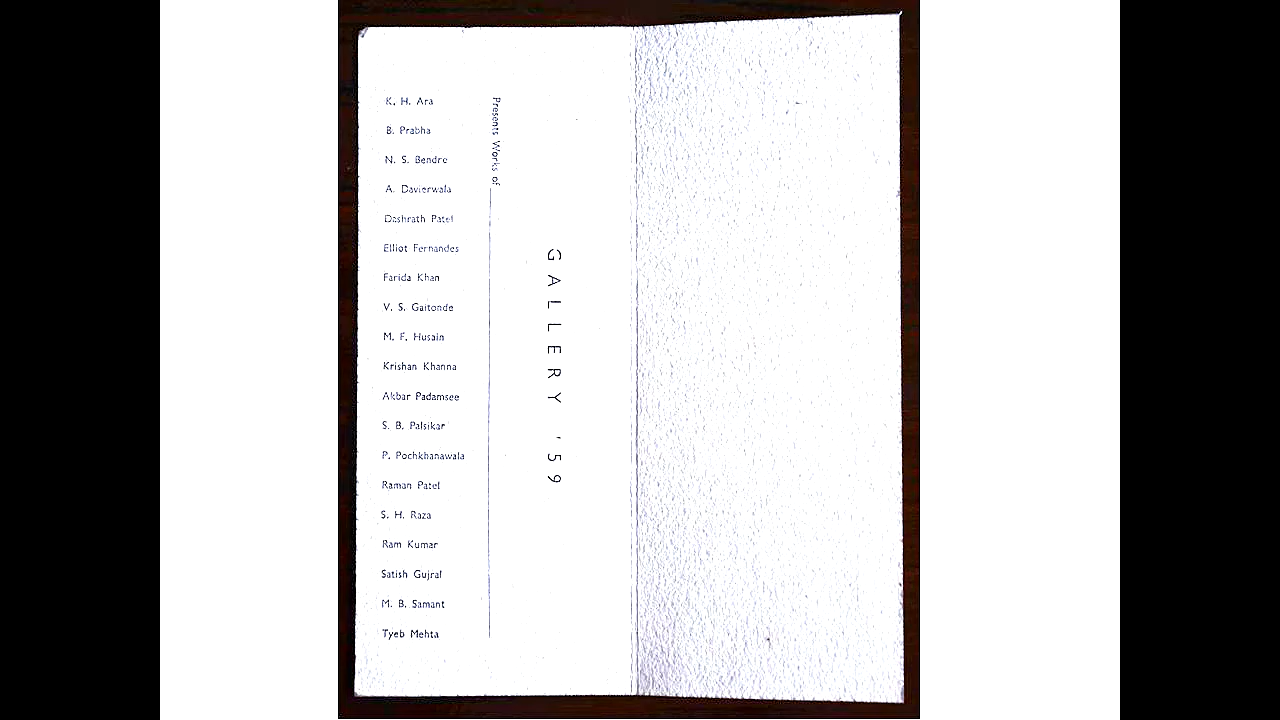 GALLERY '59
Presents Works of
K. H. Ara
B. Prabha
N. S. Bendre
A. Davierwala
Dashrath Patel
Elliot Fernandes
Farida Khan
V. S. Gaitonde
M. F. Husain
Krishan Khanna
Akbar Padamsee
S. B. Palsikar
P. Pochkhanawala
Raman Patel
S. H. Raza
Ram Kumar
Satish Gujral
M. B. Samant
Tyeb Mehta